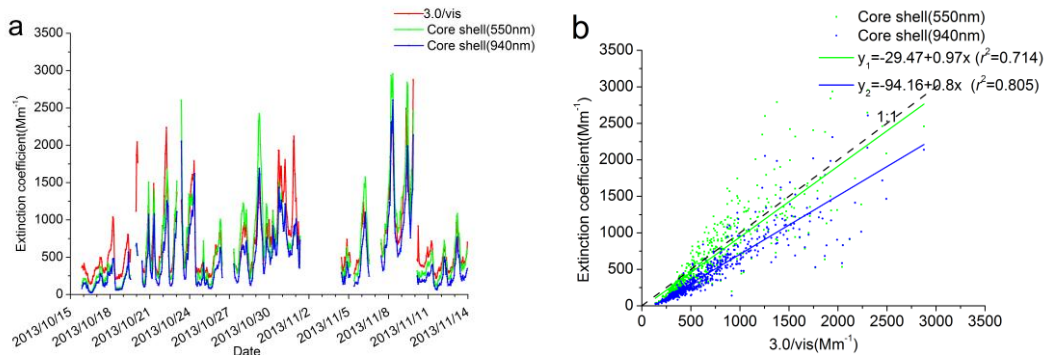 a
3.0/vis
Core shell(550nm)
Core shell(940nm)
Extinction coefficient(Mm⁻¹)
3500
3000
2500
2000
1500
1000
500
0
2013/10/15
2013/10/18
2013/10/21
2013/10/24
2013/10/27
2013/10/30
2013/11/2
2013/11/5
2013/11/8
2013/11/11
2013/11/14
Date
b
Core shell(550nm)
Core shell(940nm)
y₁=-29.47+0.97x (r²=0.714)
y₂=-94.16+0.8x (r²=0.805)
1:1
Extinction coefficient(Mm⁻¹)
3500
3000
2500
2000
1500
1000
500
0
0 500 1000 1500 2000 2500 3000 3500
3.0/vis(Mm⁻¹)